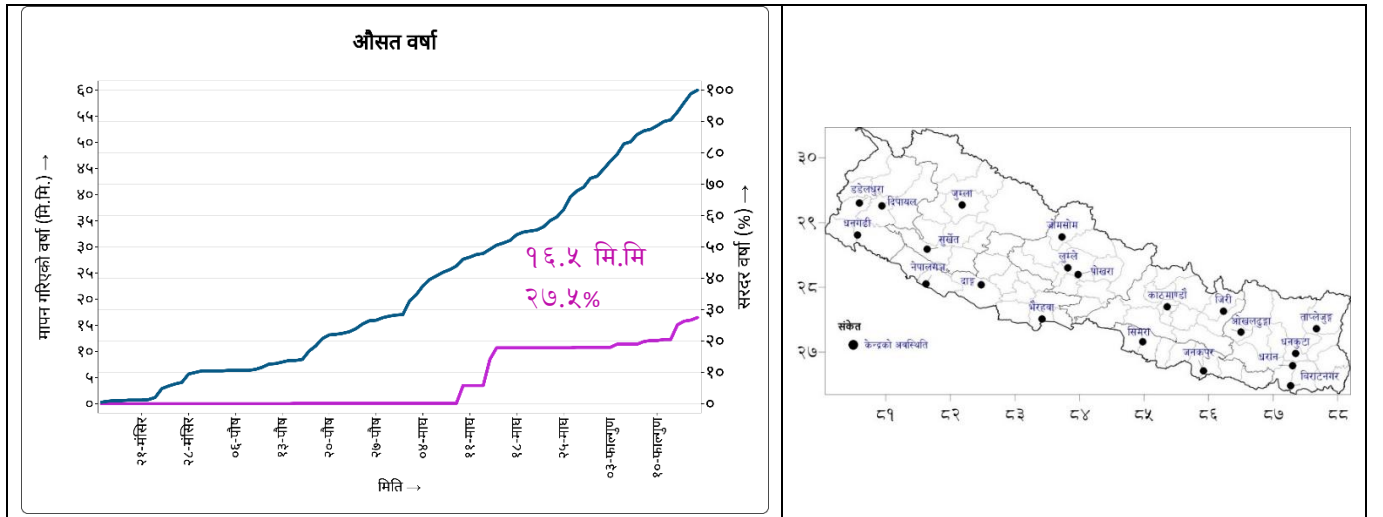 औसत वर्षा
मापन गरिएको वर्षा (मि.मि.) →
६०
५५
५०
४५
४०
३५
३०
२५
२०
१५
१०
५
०
१००
९०
८०
७०
६०
५०
४०
३०
२०
१०
०
सरदर वर्षा (%) →
१६.५ मि.मि
२७.५%
२१-मंसिर
२८-मंसिर
०६-पौष
१३-पौष
२०-पौष
२७-पौष
०४-माघ
११-माघ
१८-माघ
२५-माघ
०३-फाल्गुण
१०-फाल्गुण
मिति →
३०
२९
२८
२७
डडेलधुरा
दिपायल
जुम्ला
धनगढी
सुर्खेत
जोमसोम
नेपालगञ्ज
दाङ्ग
लुम्ले
पोखरा
भैरहवा
काठमाण्डौ
जिरी
ओखलढुङ्गा
ताप्लेजुङ्ग
सिमरा
जनकपुर
धनकुटा
धरान
विराटनगर
संकेत
केन्द्रको अवस्थिति
८१
८२
८३
८४
८५
८६
८७
८८